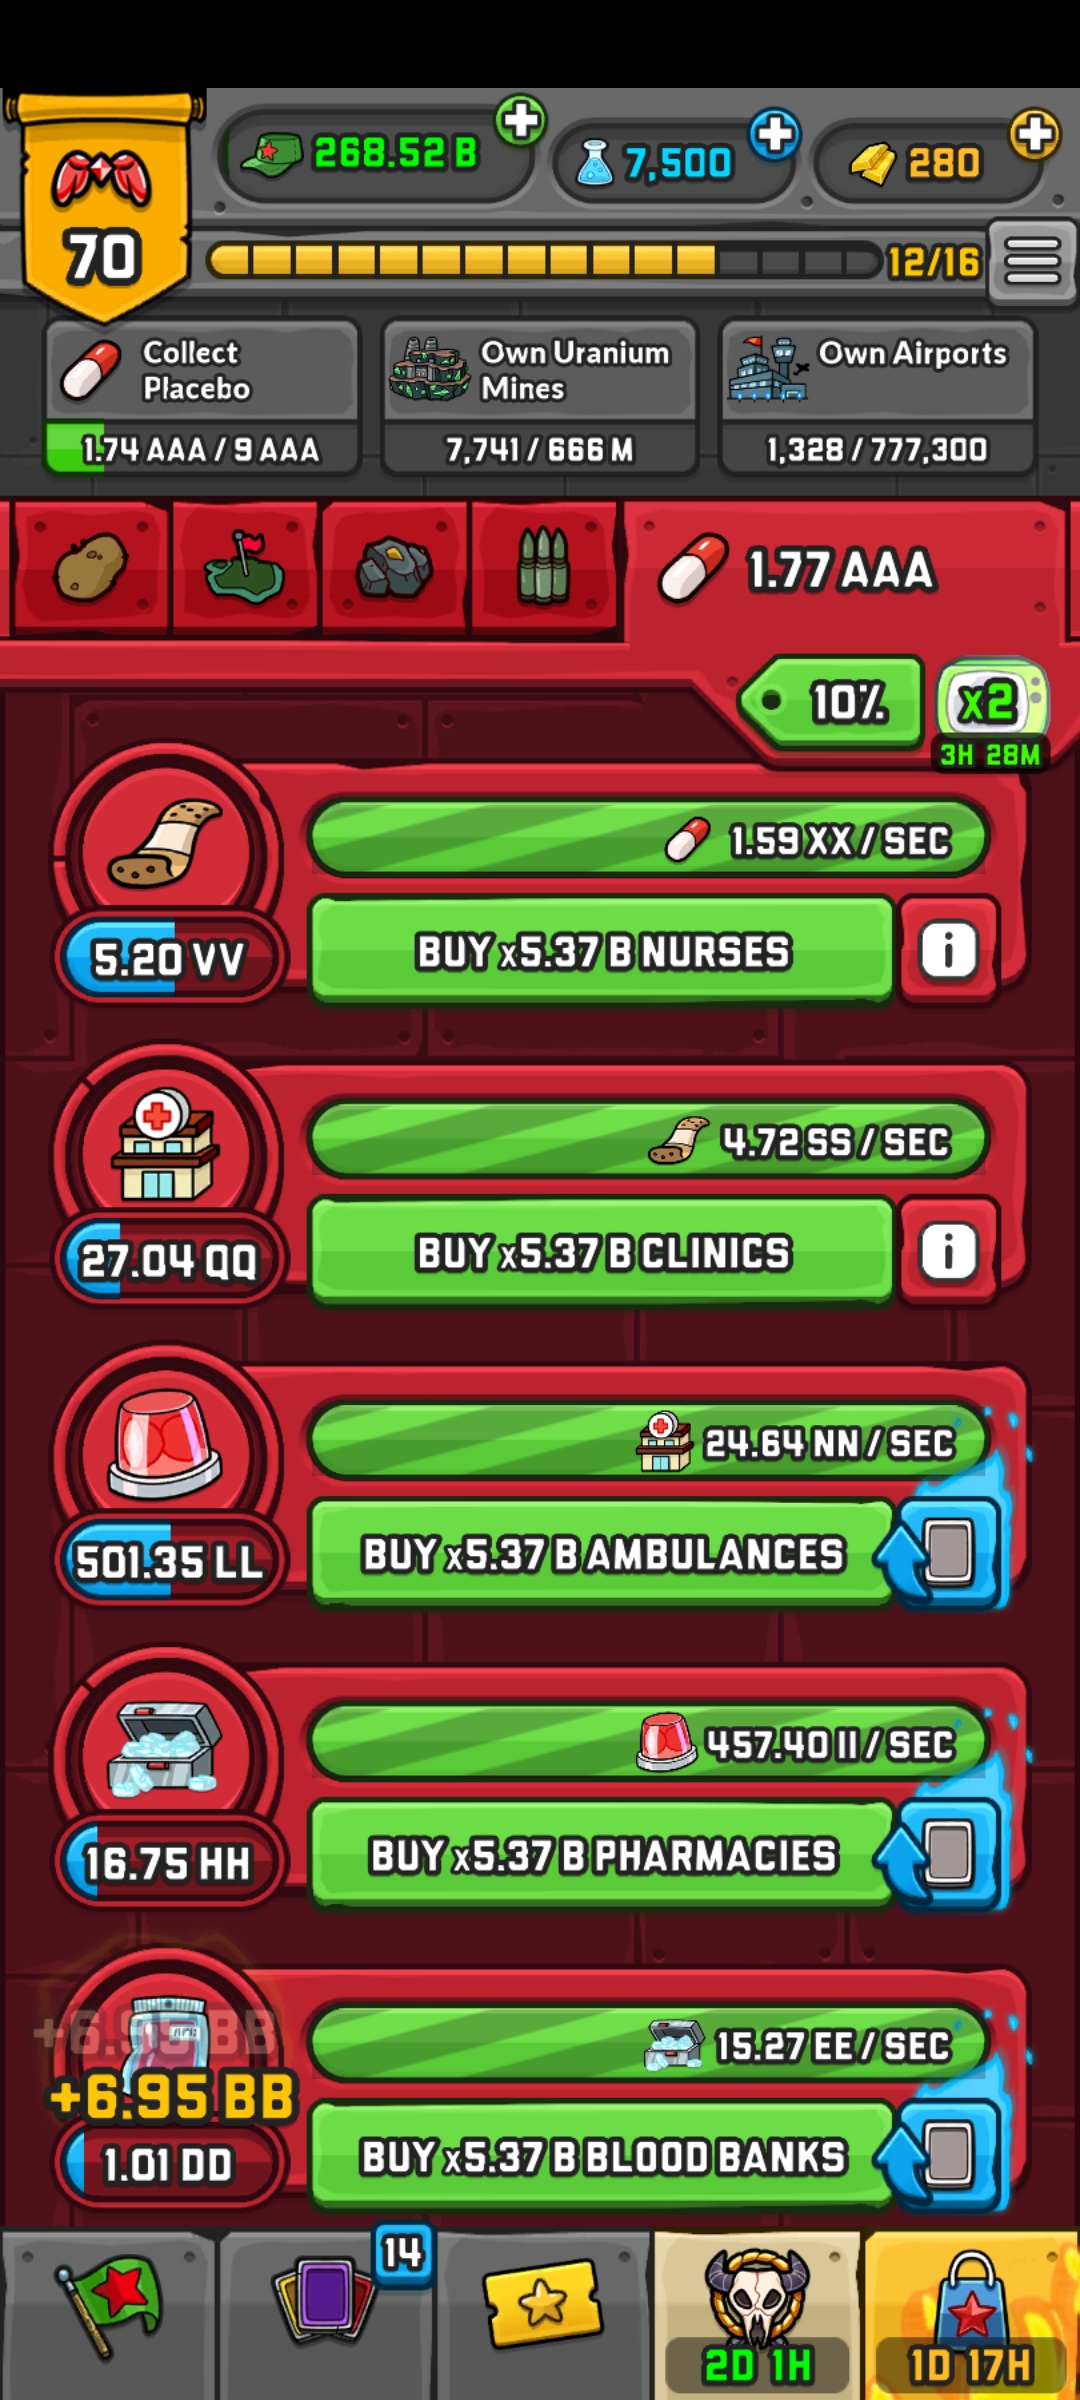 268.52 B
7,500
280
70
12/16
Collect
Placebo
1.74 AAA / 9 AAA
Own Uranium
Mines
7,741 / 666 M
Own Airports
1,328 / 777,300
1.77 AAA
10%
x2
3H 28M
1.59 XX / SEC
5.20 VV
BUY x5.37 B NURSES
i
4.72 SS / SEC
27.04 QQ
BUY x5.37 B CLINICS
i
24.64 NN / SEC
501.35 LL
BUY x5.37 B AMBULANCES
457.40 II / SEC
16.75 HH
BUY x5.37 B PHARMACIES
+6.95 BB
+6.95 BB
15.27 EE / SEC
1.01 DD
BUY x5.37 B BLOOD BANKS
14
2D 1H
1D 17H